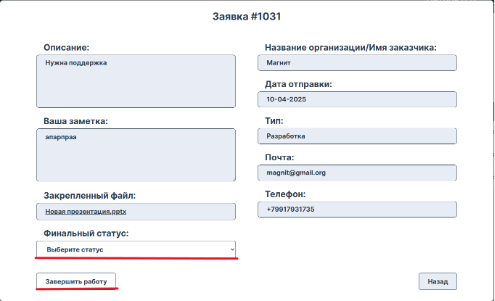 Заявка #1031
Описание:
Нужна поддержка
Ваша заметка:
апарпраа
Закрепленный файл:
Новая презентация.pptx
Финальный статус:
Выберите статус
Завершить работу
Название организации/Имя заказчика:
Магнит
Дата отправки:
10-04-2025
Тип:
Разработка
Почта:
magnit@gmail.org
Телефон:
+79917931735
Назад